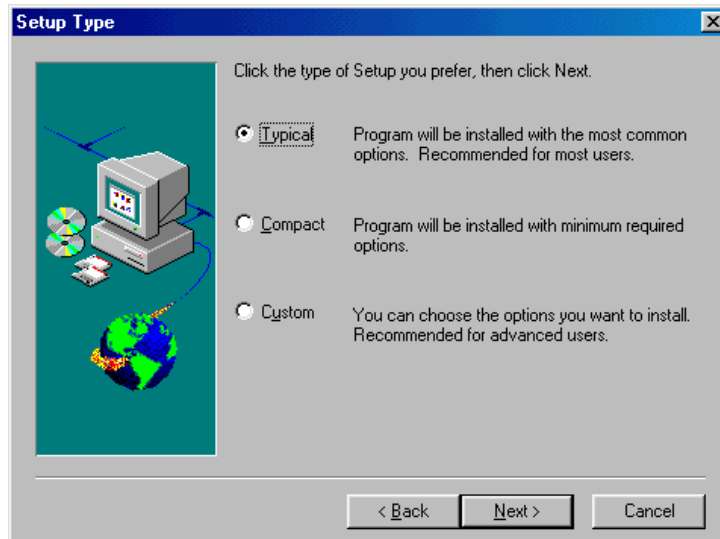 Setup Type
Click the type of Setup you prefer, then click Next.
Typical
Program will be installed with the most common
options. Recommended for most users.
Compact
Program will be installed with minimum required
options.
Custom
You can choose the options you want to install.
Recommended for advanced users.
< Back
Next >
Cancel